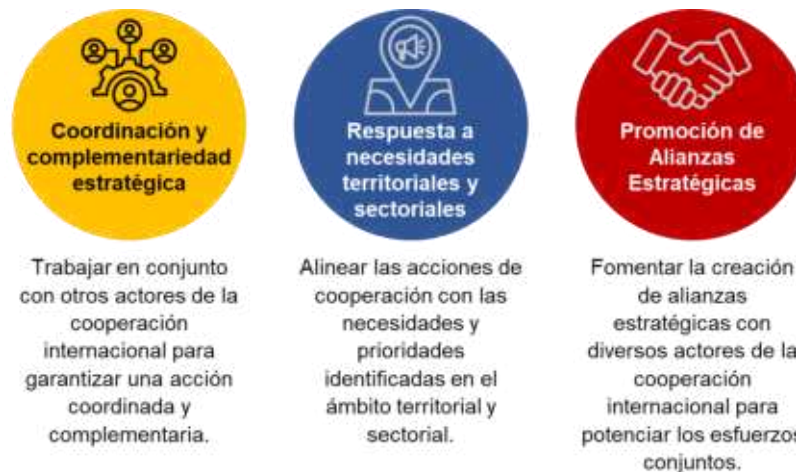 Coordinación y
complementariedad
estratégica
Trabajar en conjunto
con otros actores de la
cooperación
internacional para
garantizar una acción
coordinada y
complementaria.
Respuesta a
necesidades
territoriales y
sectoriales
Alinear las acciones de
cooperación con las
necesidades y
prioridades
identificadas en el
ámbito territorial y
sectorial.
Promoción de
Alianzas
Estratégicas
Fomentar la creación
de alianzas
estratégicas con
diversos actores de la
cooperación
internacional para
potenciar los esfuerzos
conjuntos.